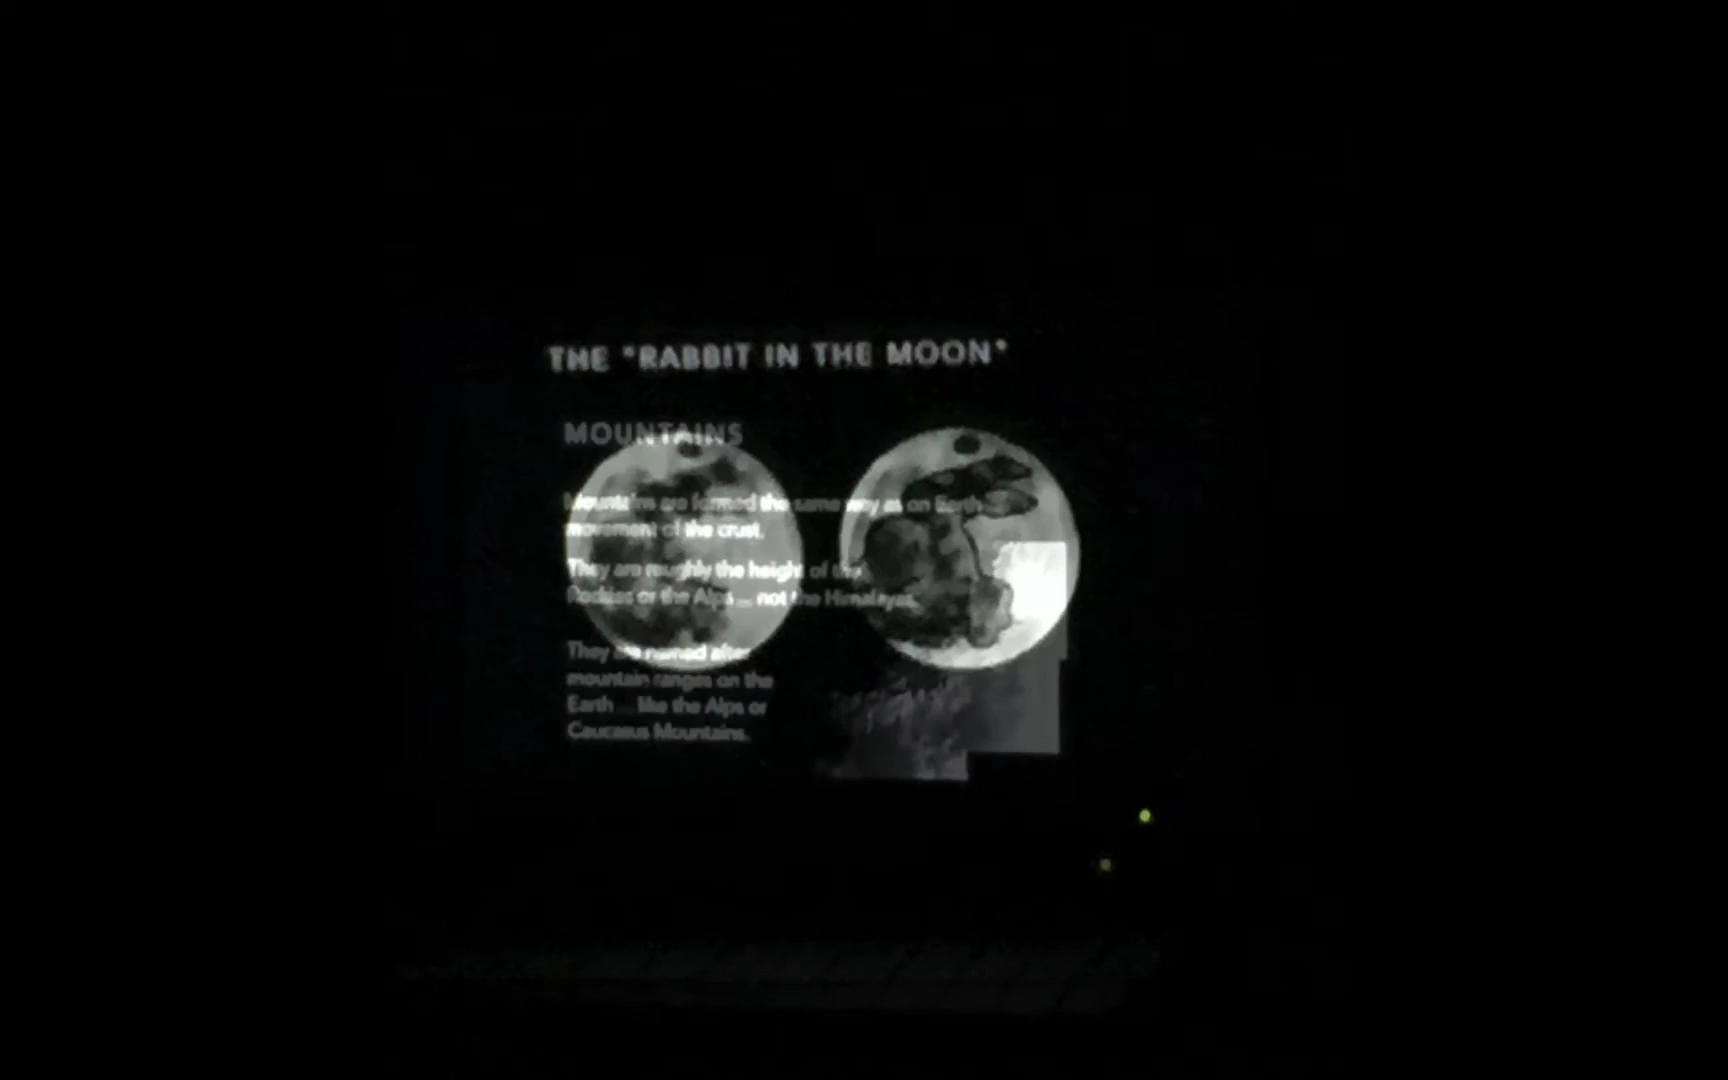 THE "RABBIT IN THE MOON"
MOUNTAINS
Mountains are formed the same way as on Earth
movement of the crust.
They are roughly the height of the
Rockies or the Alps ... not the Himalayas.
They are named after
mountain ranges on the
Earth ... like the Alps or
Caucasus Mountains.